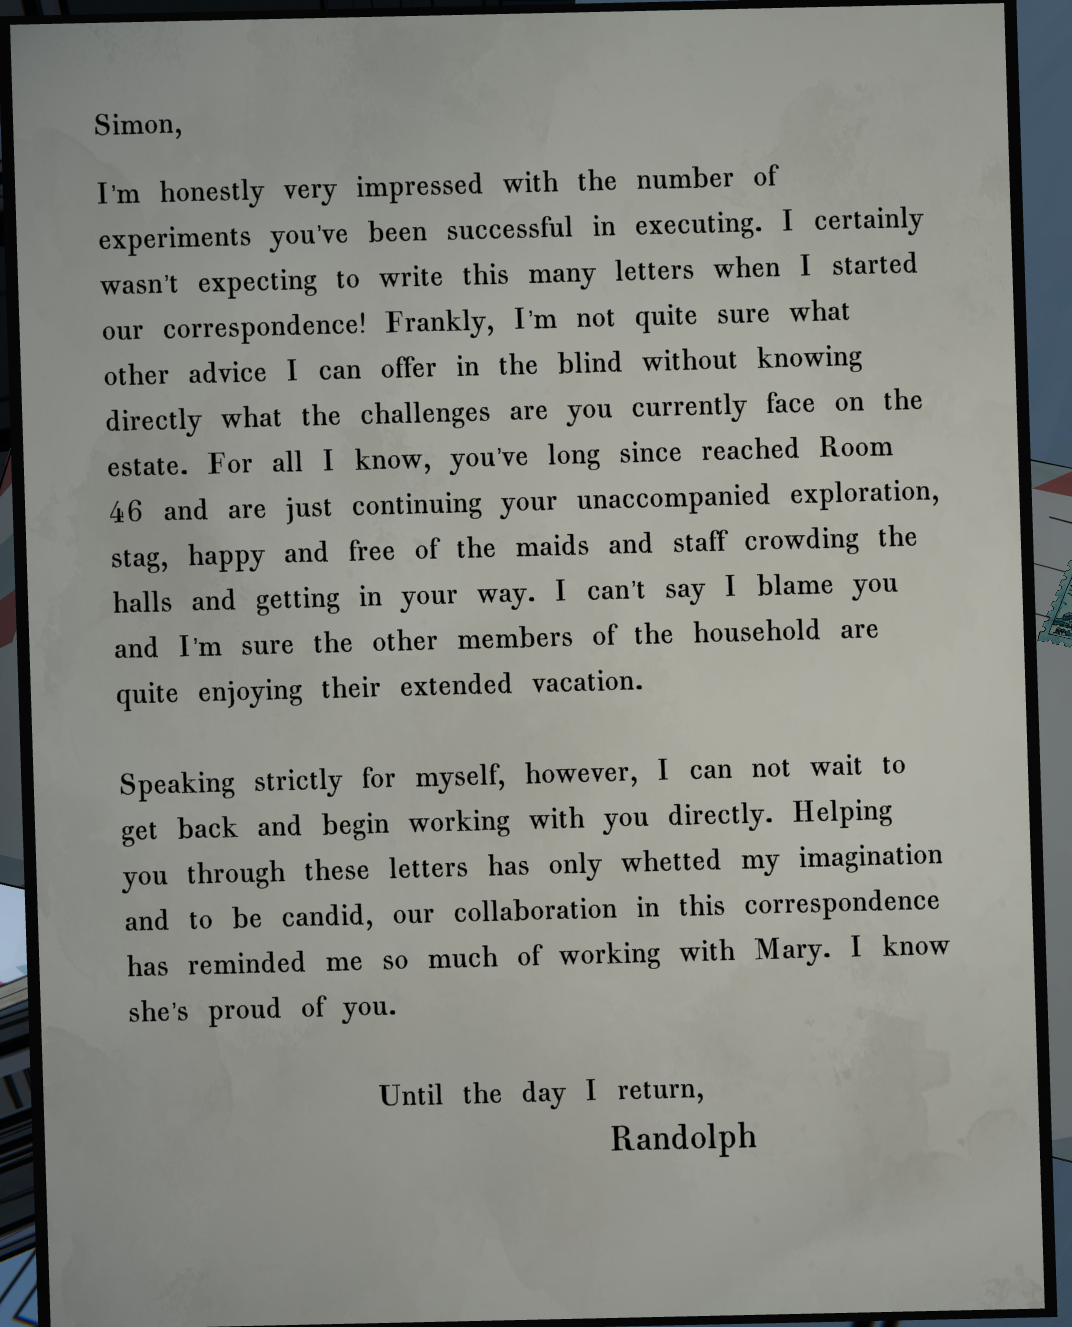 Simon,
I'm honestly very impressed with the number of
experiments you've been successful in executing. I certainly
wasn't expecting to write this many letters when I started
our correspondence! Frankly, I'm not quite sure what
other advice I can offer in the blind without knowing
directly what the challenges are you currently face on the
estate. For all I know, you've long since reached Room
46 and are just continuing your unaccompanied exploration,
stag, happy and free of the maids and staff crowding the
halls and getting in your way. I can't say I blame you
and I'm sure the other members of the household are
quite enjoying their extended vacation.
Speaking strictly for myself, however, I can not wait to
get back and begin working with you directly. Helping
you through these letters has only whetted my imagination
and to be candid, our collaboration in this correspondence
has reminded me so much of working with Mary. I know
she's proud of you.
Until the day I return,
Randolph